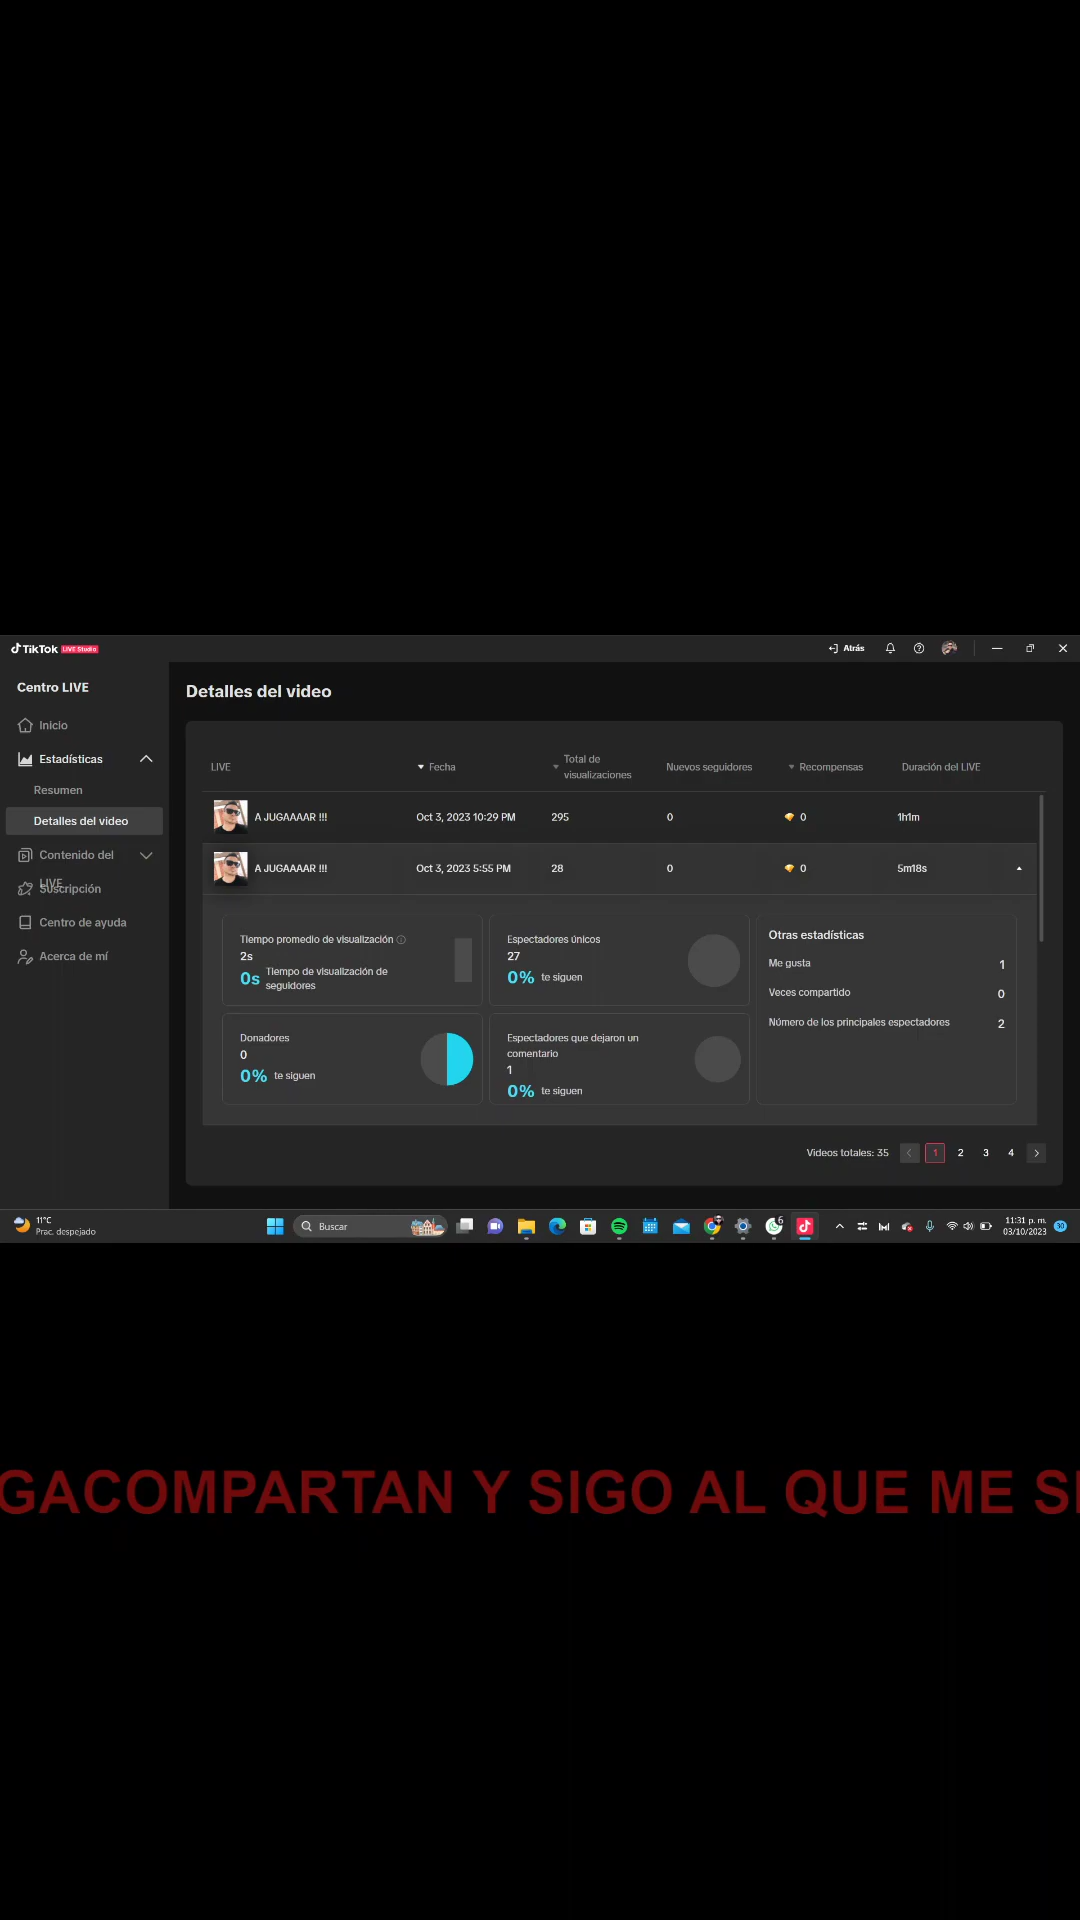 TikTok LIVE Studio
Atrás
Centro LIVE
Inicio
Estadísticas
Resumen
Detalles del video
Contenido del
LIVE
Suscripción
Centro de ayuda
Acerca de mí
Detalles del video
LIVE
Fecha
Total de
visualizaciones
Nuevos seguidores
Recompensas
Duración del LIVE
A JUGAAAAR !!!
Oct 3, 2023 10:29 PM
295
0
0
1h1m
A JUGAAAAR !!!
Oct 3, 2023 5:55 PM
28
0
0
5m18s
Tiempo promedio de visualización
2s
0s Tiempo de visualización de
seguidores
Espectadores únicos
27
0% te siguen
Donadores
0
0% te siguen
Espectadores que dejaron un
comentario
1
0% te siguen
Otras estadísticas
Me gusta 1
Veces compartido 0
Número de los principales espectadores 2
Videos totales: 35
1 2 3 4
11°C
Prac. despejado
Buscar
6
11:31 p. m.
03/10/2023
30
GACOMPARTAN Y SIGO AL QUE ME SI